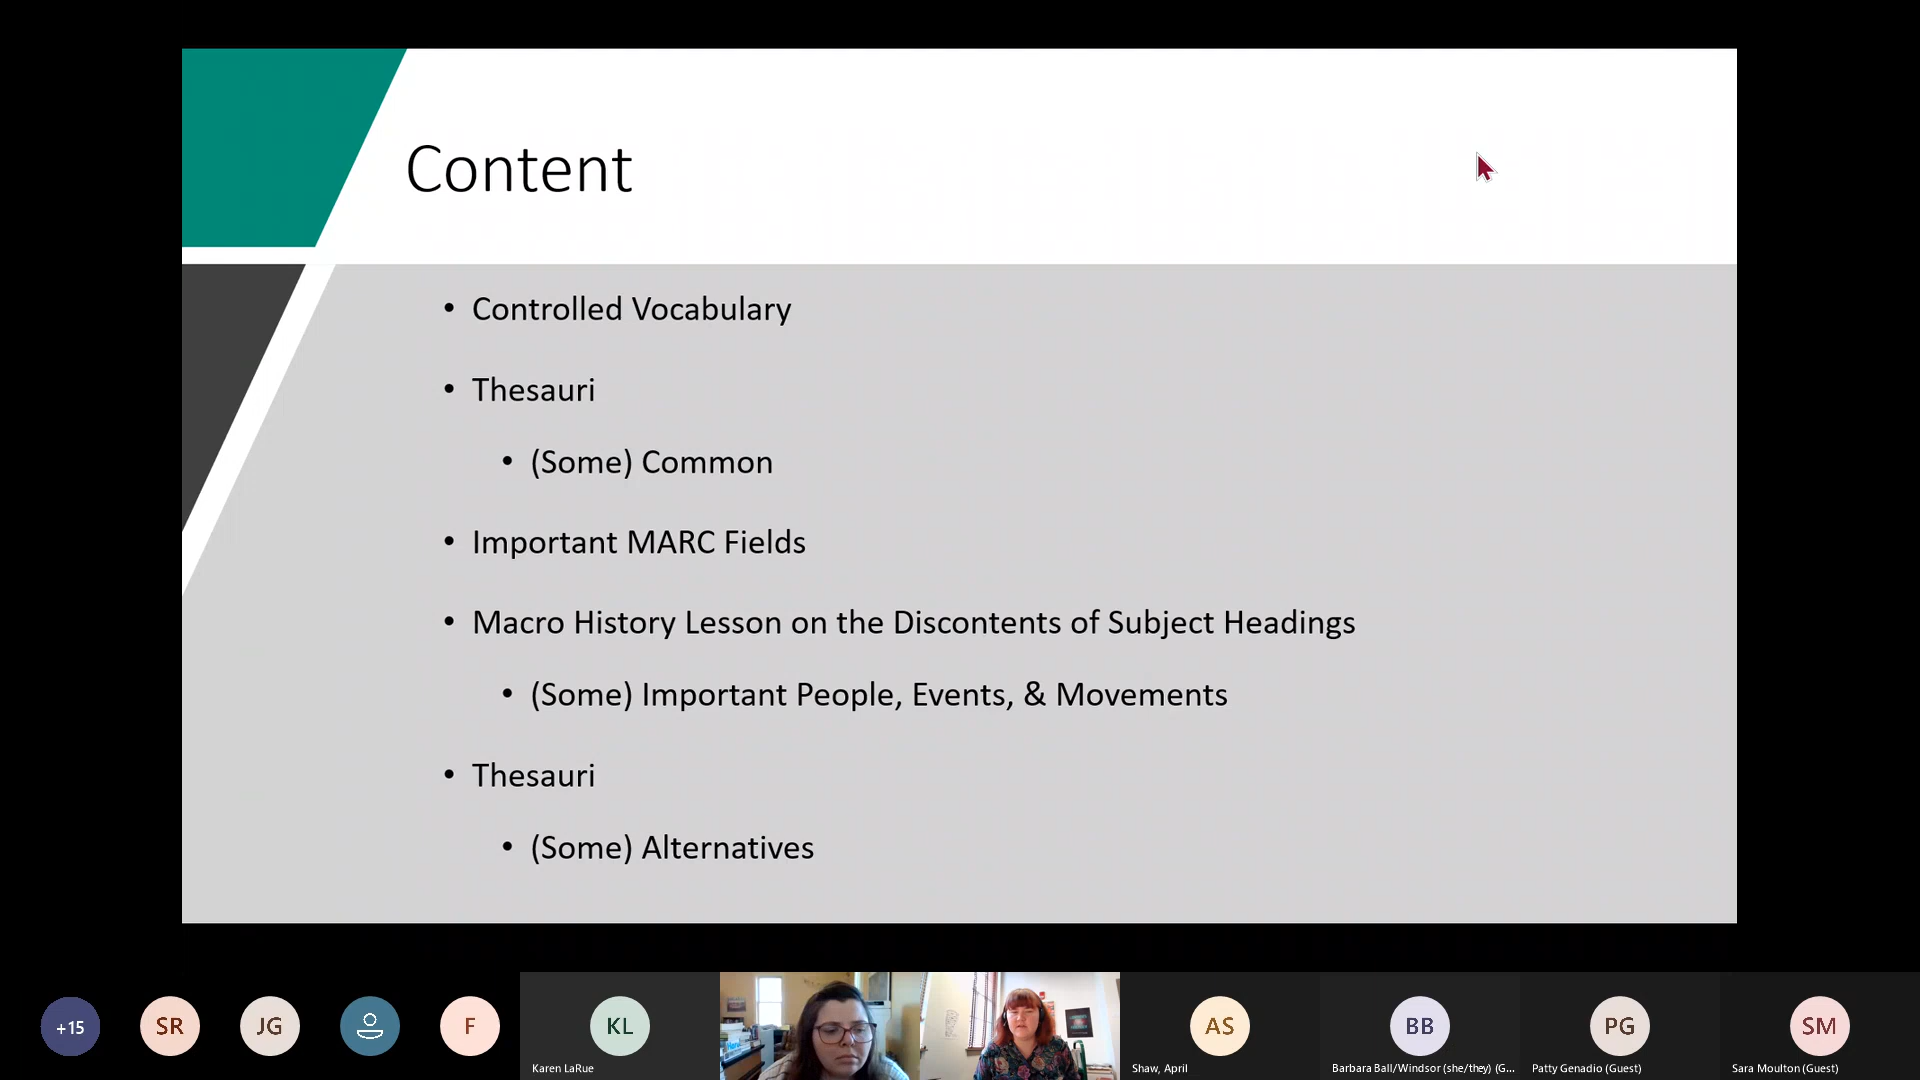 Content
• Controlled Vocabulary
• Thesauri
• (Some) Common
• Important MARC Fields
• Macro History Lesson on the Discontents of Subject Headings
• (Some) Important People, Events, & Movements
• Thesauri
• (Some) Alternatives
+15
SR
JG
F
KL
AS
BB
PG
SM
Karen LaRue
Shaw, April
Barbara Ball/Windsor (she/they) (G...
Patty Genadio (Guest)
Sara Moulton (Guest)